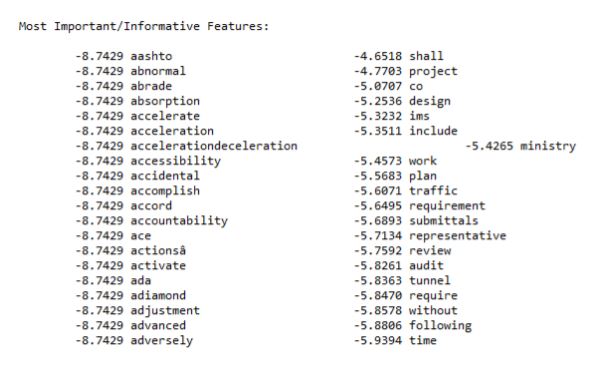 Most Important/Informative Features:
-8.7429 aashto -4.6518 shall
-8.7429 abnormal -4.7703 project
-8.7429 abrade -5.0707 co
-8.7429 absorption -5.2536 design
-8.7429 accelerate -5.3232 ims
-8.7429 acceleration -5.3511 include
-8.7429 accelerationdeceleration -5.4265 ministry
-8.7429 accessibility -5.4573 work
-8.7429 accidental -5.5683 plan
-8.7429 accomplish -5.6071 traffic
-8.7429 accord -5.6495 requirement
-8.7429 accountability -5.6893 submittals
-8.7429 ace -5.7134 representative
-8.7429 actionsâ -5.7592 review
-8.7429 activate -5.8261 audit
-8.7429 ada -5.8363 tunnel
-8.7429 adiamond -5.8470 require
-8.7429 adjustment -5.8578 without
-8.7429 advanced -5.8806 following
-8.7429 adversely -5.9394 time